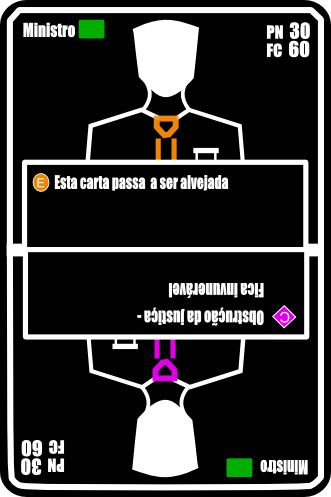 Ministro
PN 30
FC 60
E Esta carta passa a ser alvejada
C Obstrução da justiça -
Fica invunerável
Ministro
PN 30
FC 60